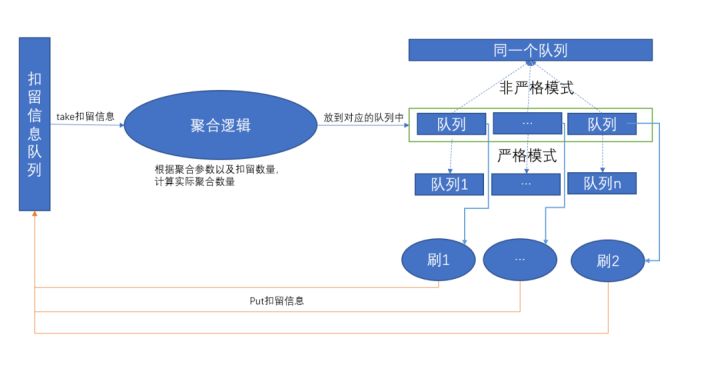 扣留信息队列
take扣留信息
聚合逻辑
根据聚合参数以及扣留数量,
计算实际聚合数量
放到对应的队列中
同一个队列
非严格模式
队列
...
队列
严格模式
队列1
...
队列n
刷1
...
刷2
Put扣留信息